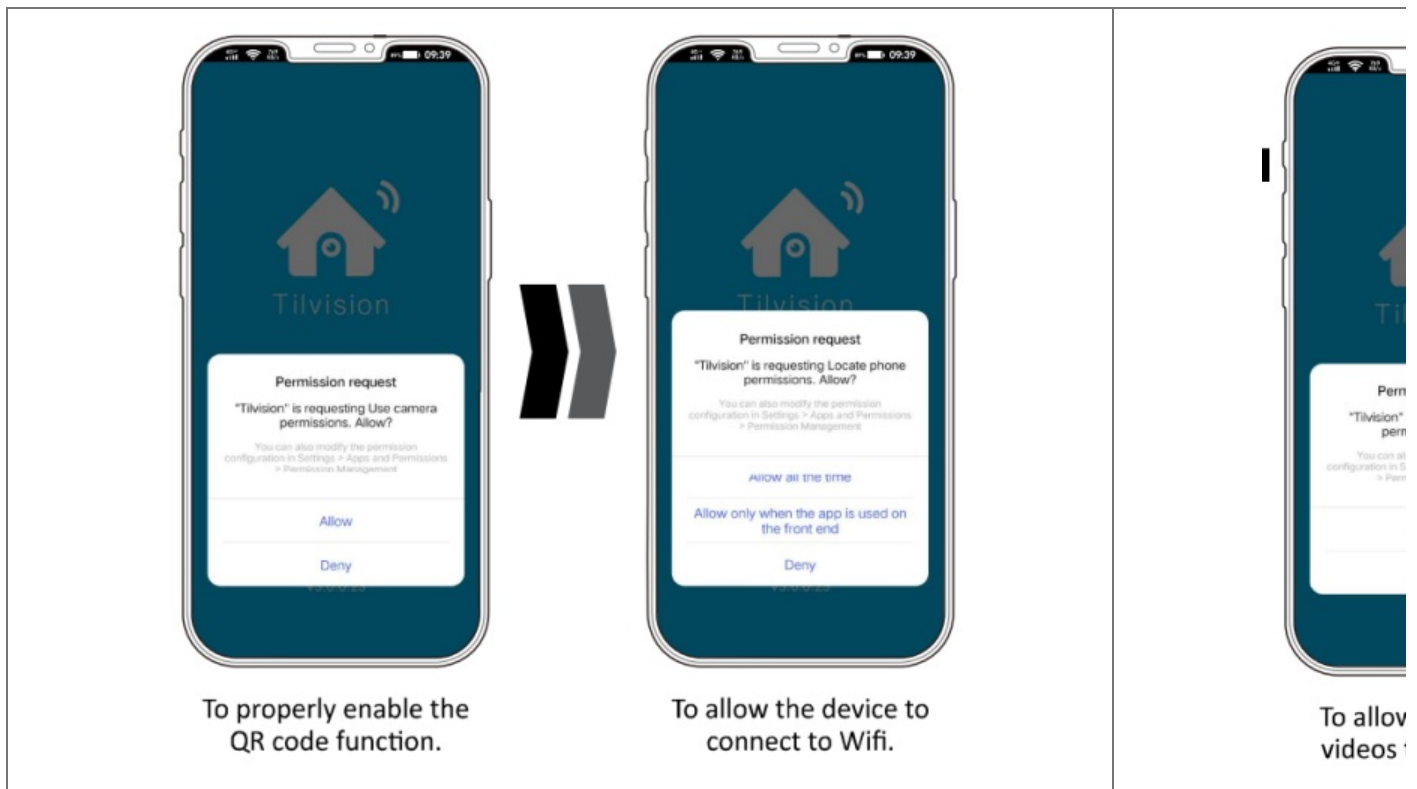 09:39
Tilvision
Permission request
"Tilvision" is requesting Use camera
permissions. Allow?
You can also modify the permission
configuration in Settings > Apps and Permissions
> Permission Management
Allow
Deny
To properly enable the
QR code function.
09:39
Tilvision
Permission request
"Tilvision" is requesting Locate phone
permissions. Allow?
You can also modify the permission
configuration in Settings > Apps and Permissions
> Permission Management
Allow all the time
Allow only when the app is used on
the front end
Deny
To allow the device to
connect to Wifi.
"Tilvision"
You can
To allow
videos